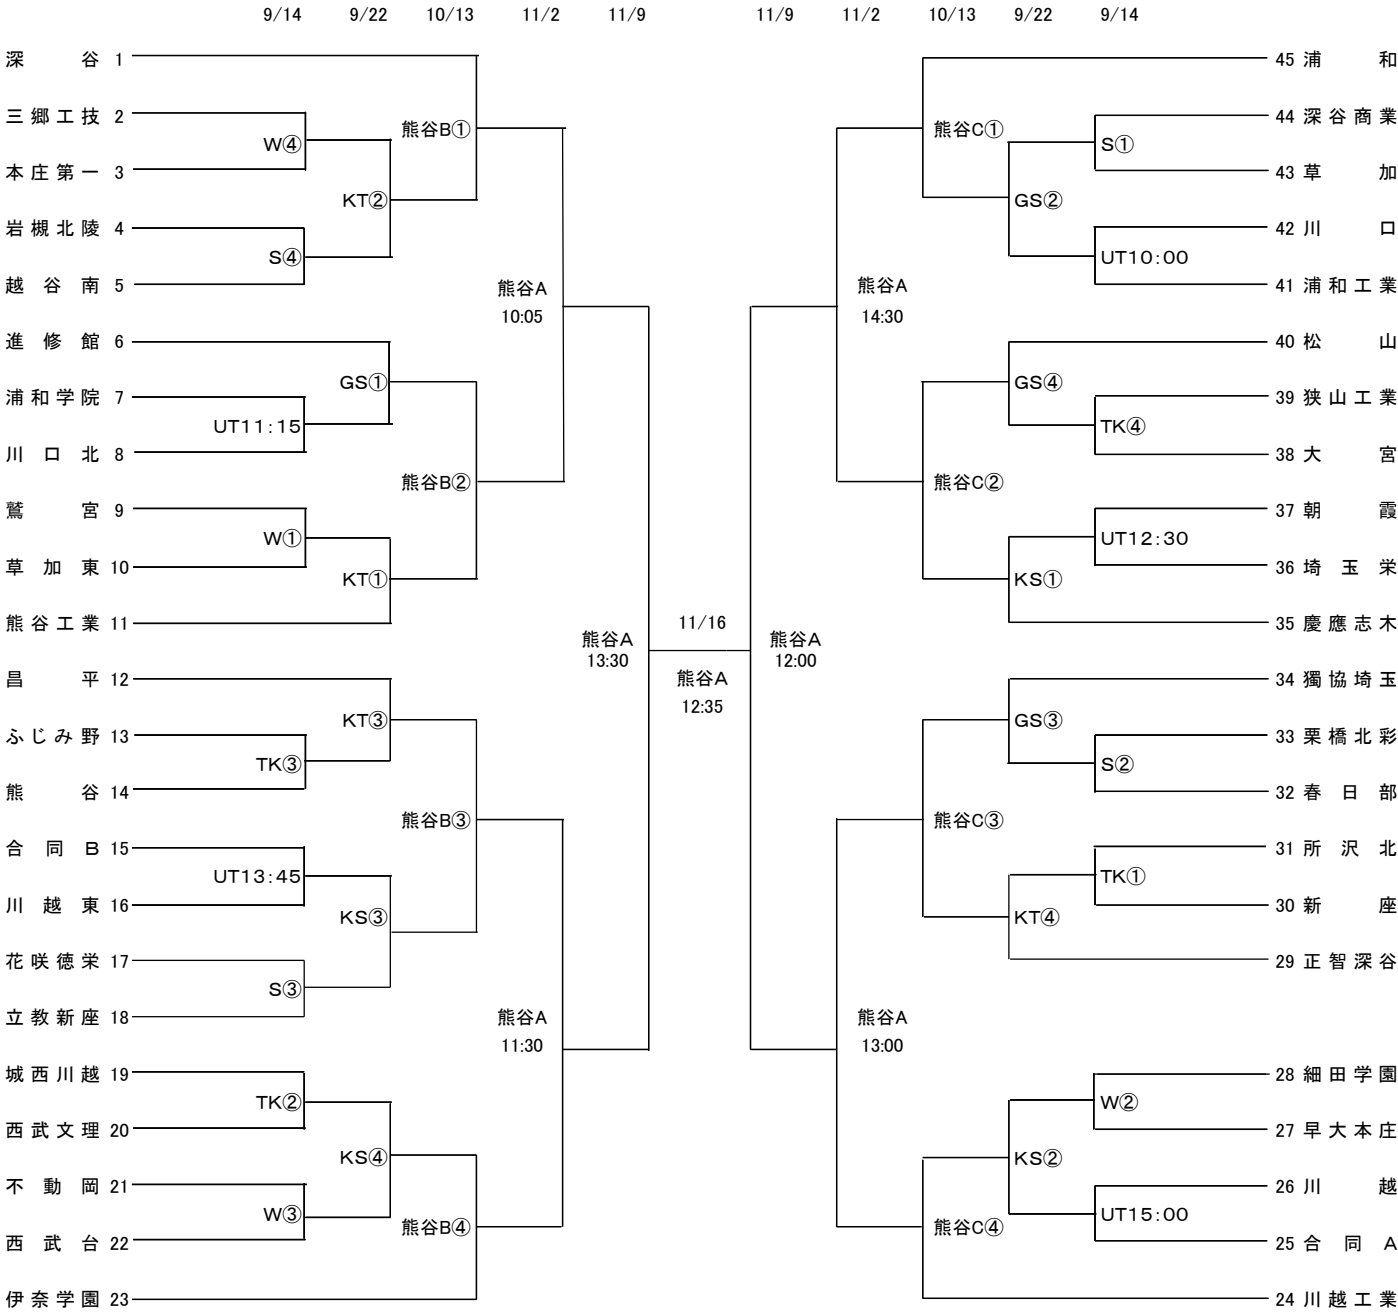 9/14 9/22 10/13 11/2 11/9 11/9 11/2 10/13 9/22 9/14
深谷 1
45 浦和
三郷工技 2
44 深谷商業
熊谷B① 熊谷C①
W④ S①
本庄第一 3
43 草加
KT② GS②
岩槻北陵 4
42 川口
S④ UT10:00
越谷南 5
41 浦和工業
熊谷A 熊谷A
10:05 14:30
進修館 6
40 松山
GS① GS④
浦和学院 7
39 狭山工業
UT11:15 TK④
川口北 8
38 大宮
熊谷B② 熊谷C②
鷲宮 9
37 朝霞
W① UT12:30
草加東 10
36 埼玉栄
KT① KS①
熊谷工業 11
35 慶應志木
11/16
熊谷A 熊谷A
13:30 12:00
昌平 12
熊谷A
34 獨協埼玉
12:35
KT③ GS③
ふじみ野 13
33 栗橋北彩
TK③ S②
熊谷 14
32 春日部
熊谷B③ 熊谷C③
合同B 15
31 所沢北
UT13:45 TK①
川越東 16
30 新座
KS③ KT④
花咲徳栄 17
29 正智深谷
S③
立教新座 18
熊谷A 熊谷A
11:30 13:00
城西川越 19
28 細田学園
TK② W②
西武文理 20
27 早大本庄
KS④ KS②
不動岡 21
26 川越
W③ UT15:00
熊谷B④ 熊谷C④
西武台 22
25 合同A
伊奈学園 23
24 川越工業